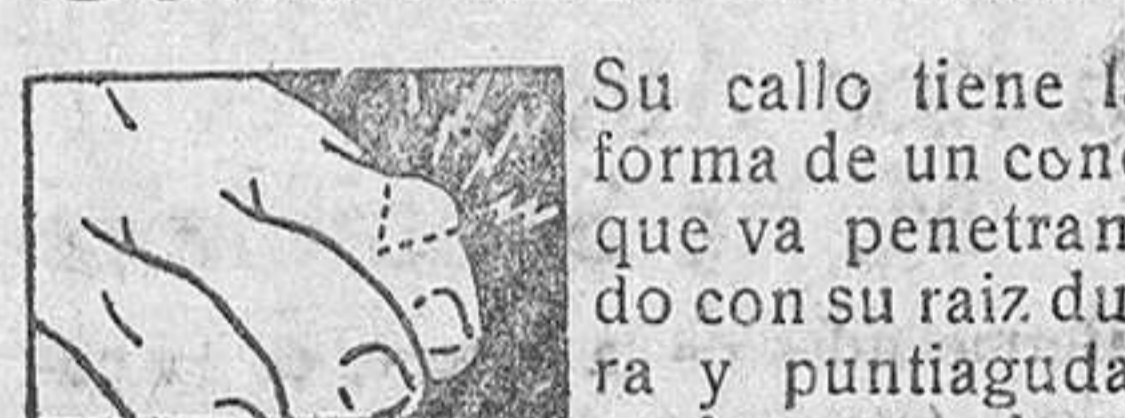 Su callo tiene l
forma de un con
que va penetran
do con su raiz du
ra y puntiaguda